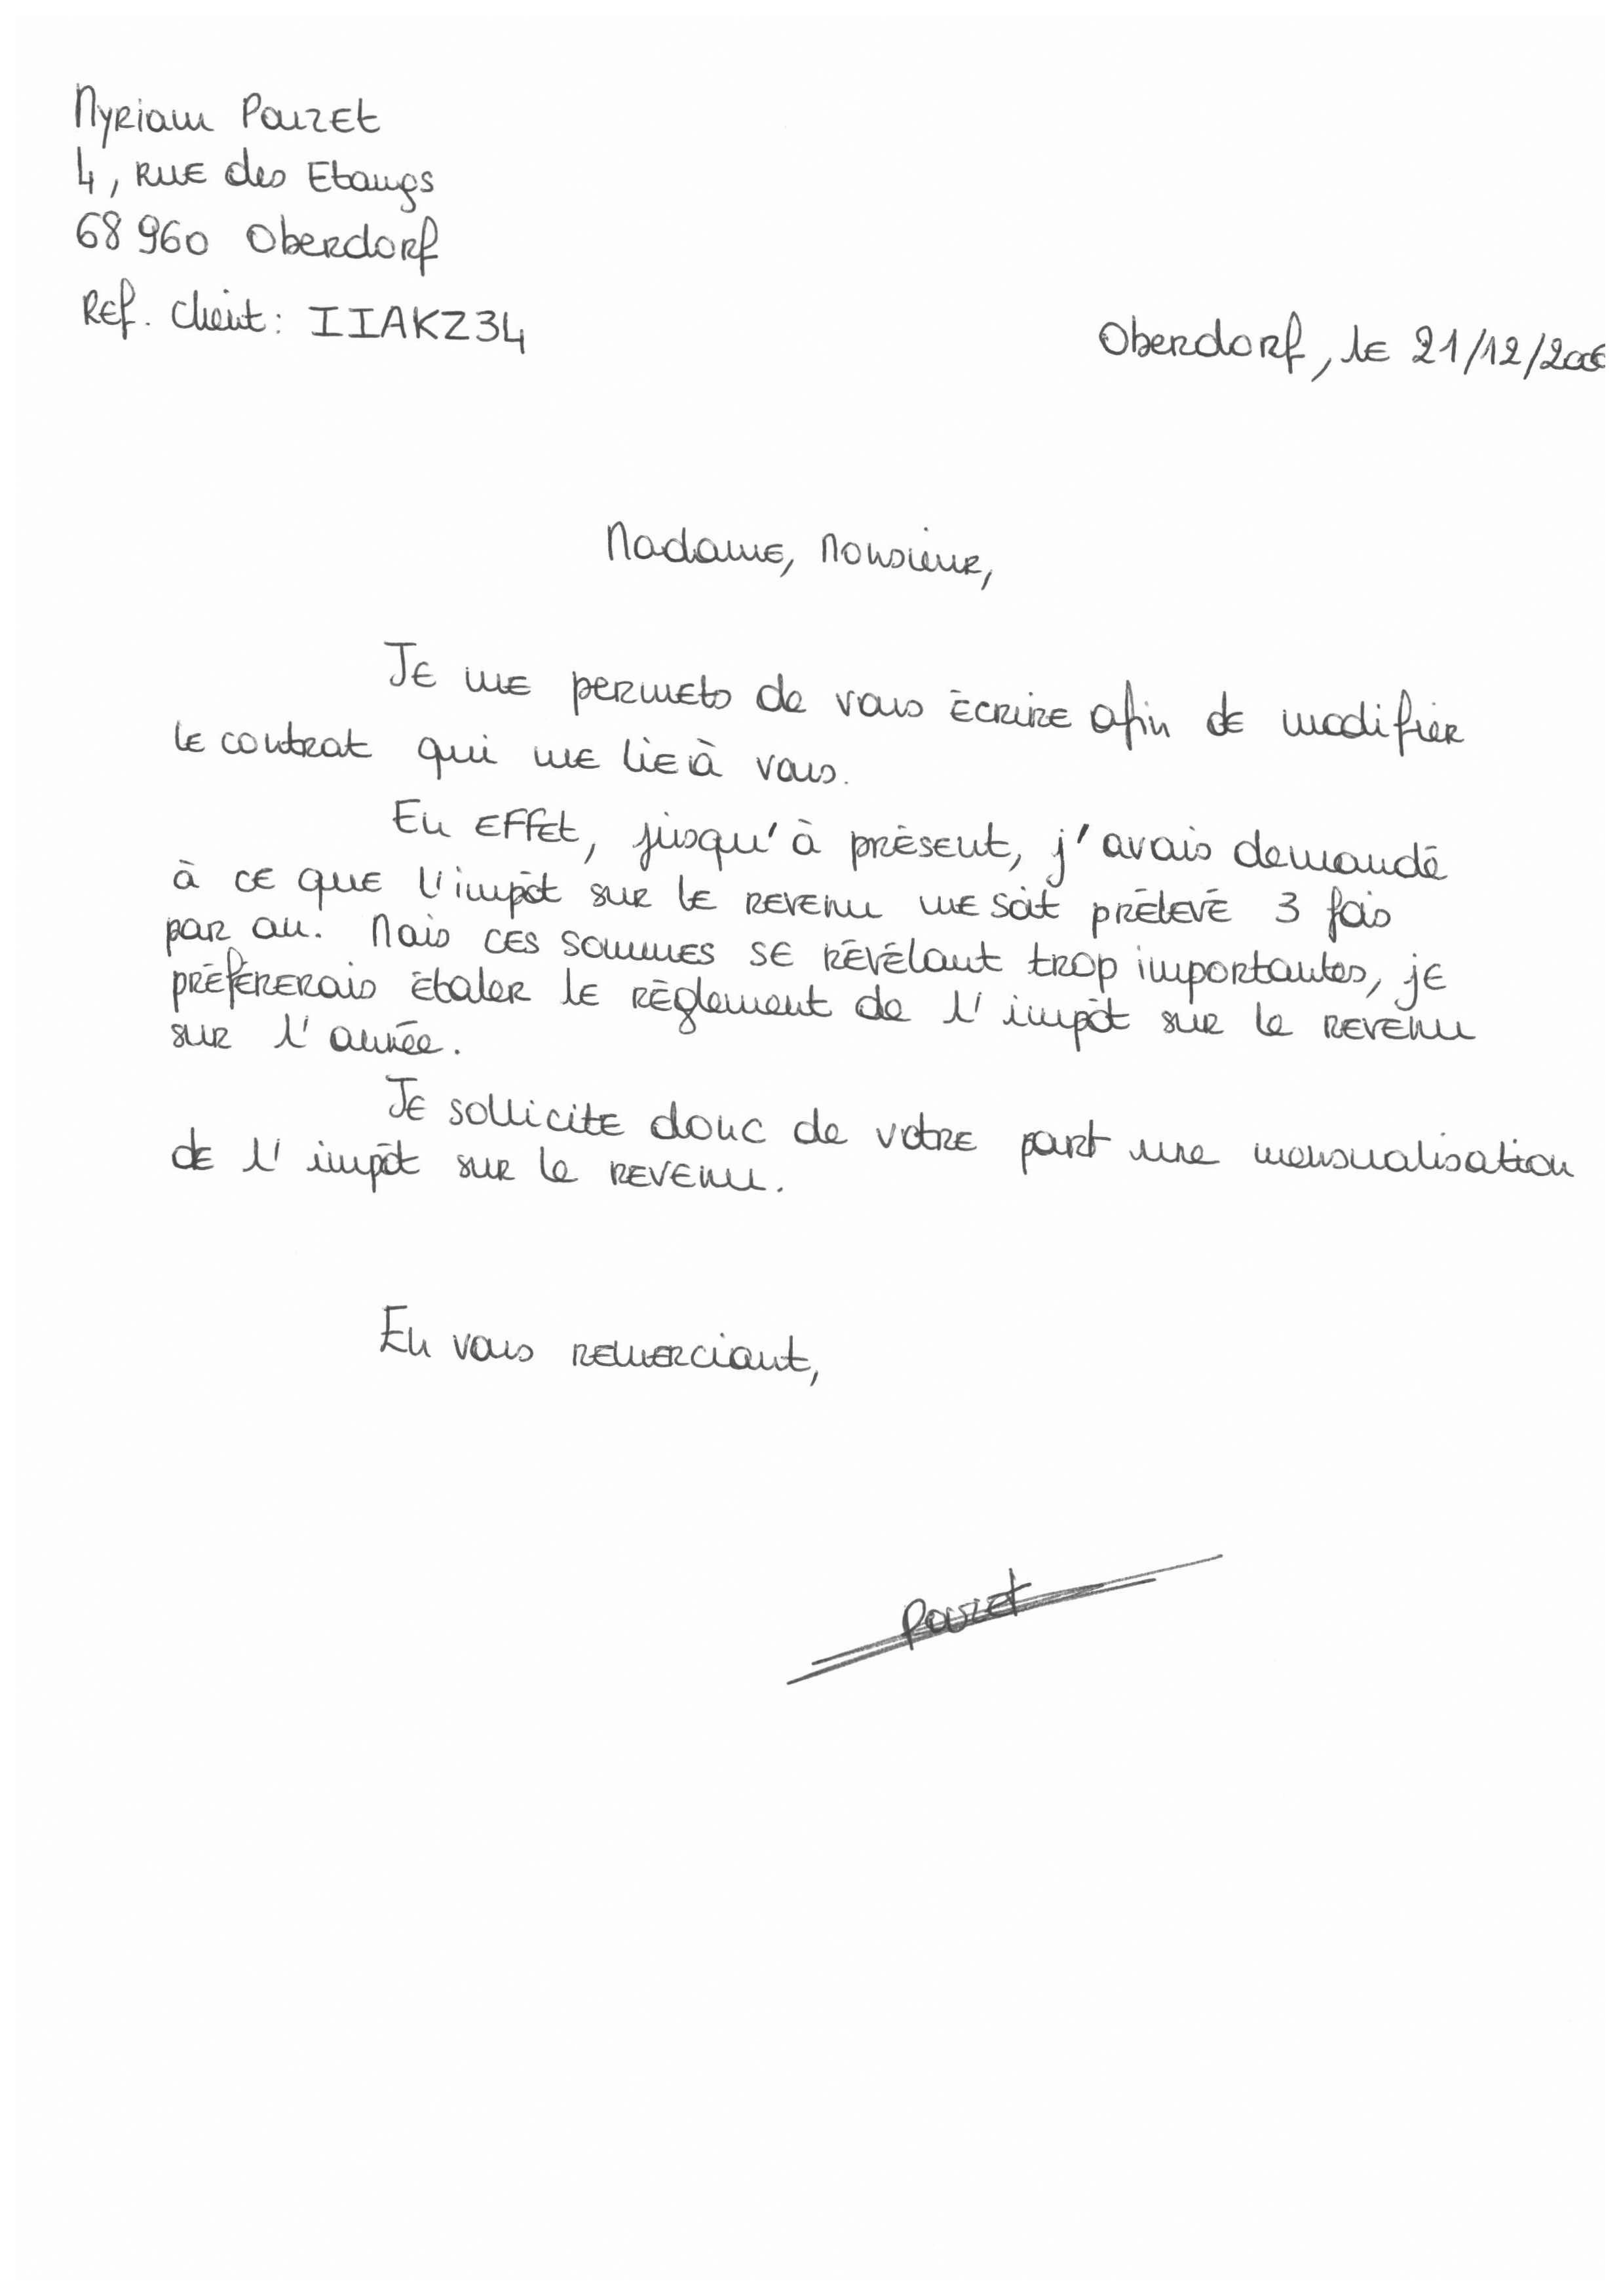 Myriam Pouzet
4, rue des Etangs
68 960 Oberdorf
Ref. Client : IIAKZ34
Oberdorf, le 21/12/2006
Madame, Monsieur,
Je me permets de vous écrire afin de modifier
le contrat qui me lie à vous.
En effet, jusqu'à présent, j'avais demandé
à ce que l'impôt sur le revenu me soit prélevé 3 fois
par an. Mais ces sommes se révélant trop importantes, je
préfèrerais étaler le règlement de l'impôt sur le revenu
sur l'année.
Je sollicite donc de votre part une mensualisation
de l'impôt sur le revenu.
En vous remerciant,
Pouzet